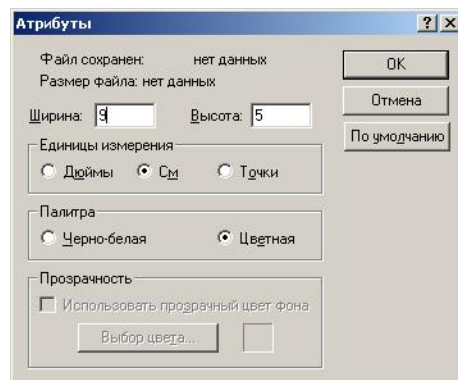 Атрибуты
Файл сохранен: нет данных
Размер файла: нет данных
Ширина: 9 Высота: 5
Единицы измерения
Дюймы См Точки
Палитра
Черно-белая Цветная
Прозрачность
Использовать прозрачный цвет фона
Выбор цвета...
OK
Отмена
По умолчанию